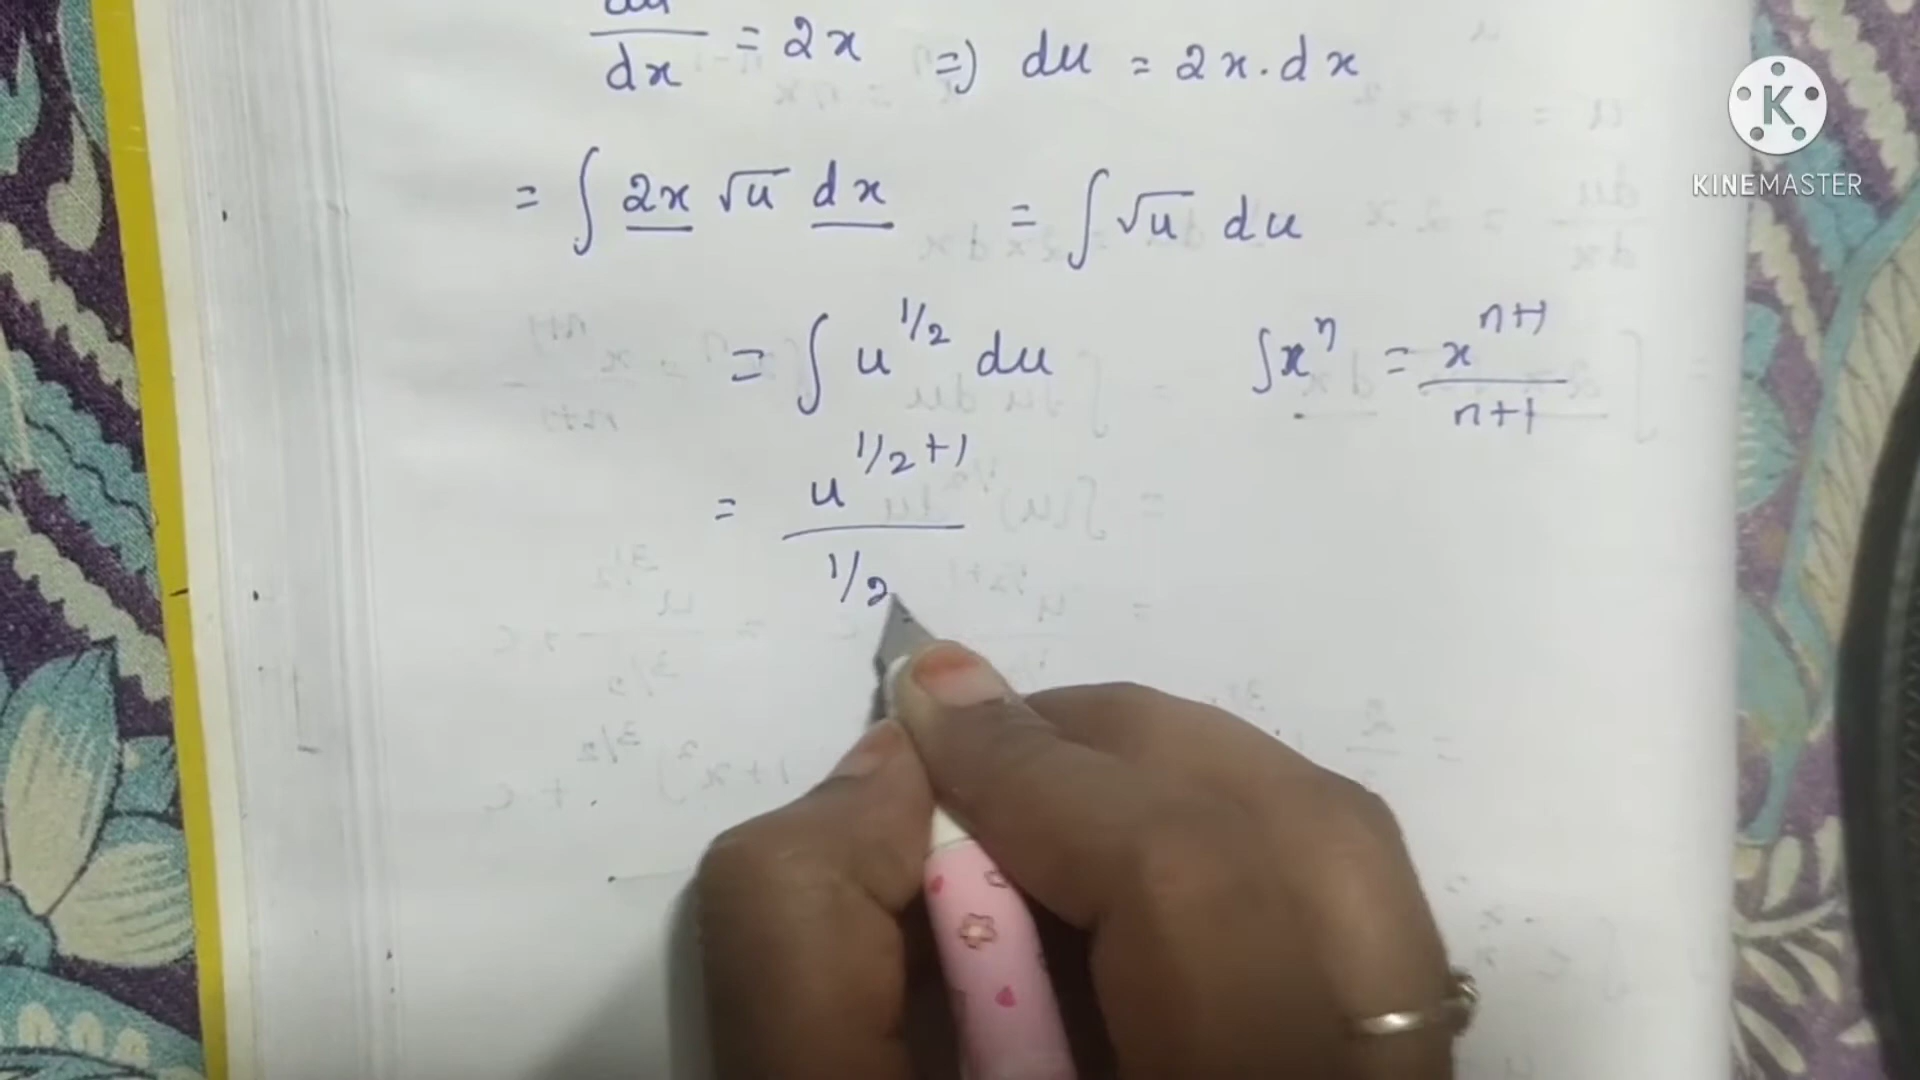 du/dx = 2x => du = 2x.dx
= ∫ 2x √u dx = ∫ √u du
= ∫ u^1/2 du ∫x^n = x^n+1 / n+1
= u^1/2+1 / 1/2
K
KINEMASTER